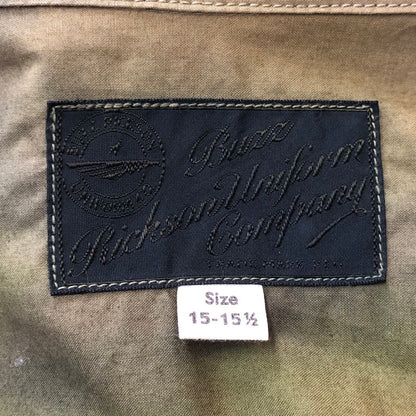 Buzz
Rickson Uniform
Company
Size
15-15½